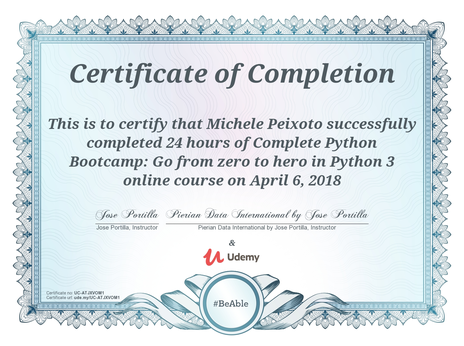 Certificate of Completion
This is to certify that Michele Peixoto successfully
completed 24 hours of Complete Python
Bootcamp: Go from zero to hero in Python 3
online course on April 6, 2018
Jose Portilla Pierian Data International by Jose Portilla
Jose Portilla, Instructor Pierian Data International by Jose Portilla, Instructor
&
Udemy
Certificate no: UC-ATJXVOM1
Certificate url: ude.my/UC-ATJXVOM1
#BeAble